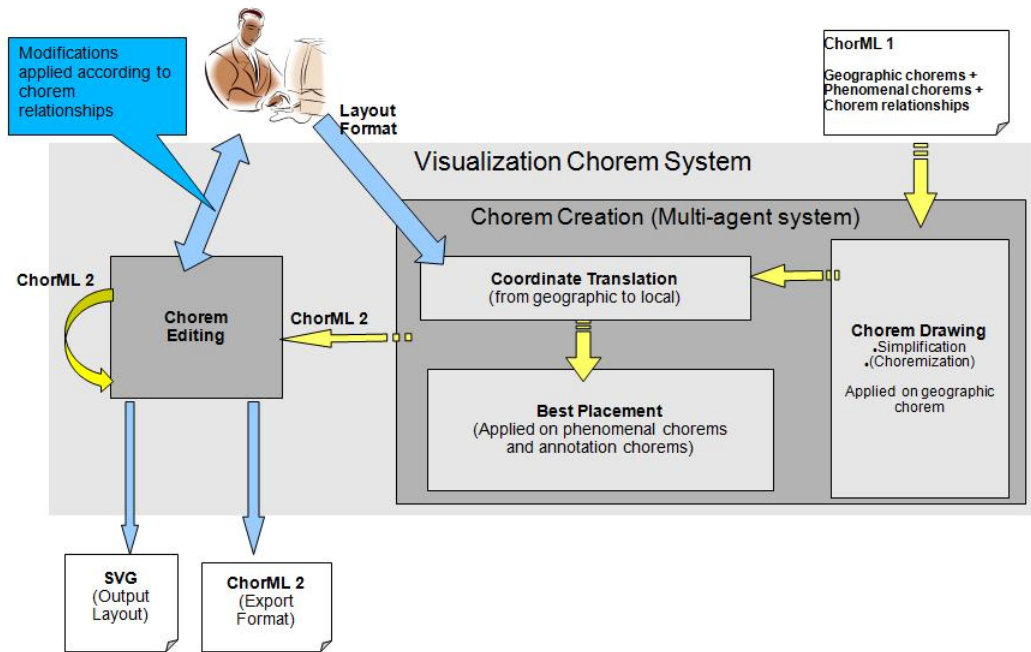 Modifications
applied according to
chorem
relationships
Layout
Format
ChorML 1
Geographic chorems +
Phenomenal chorems +
Chorem relationships
Visualization Chorem System
Chorem Creation (Multi-agent system)
Coordinate Translation
(from geographic to local)
Chorem Drawing
•Simplification
•(Choremization)
Applied on geographic
chorem
Best Placement
(Applied on phenomenal chorems
and annotation chorems)
ChorML 2
Chorem
Editing
ChorML 2
SVG
(Output
Layout)
ChorML 2
(Export
Format)